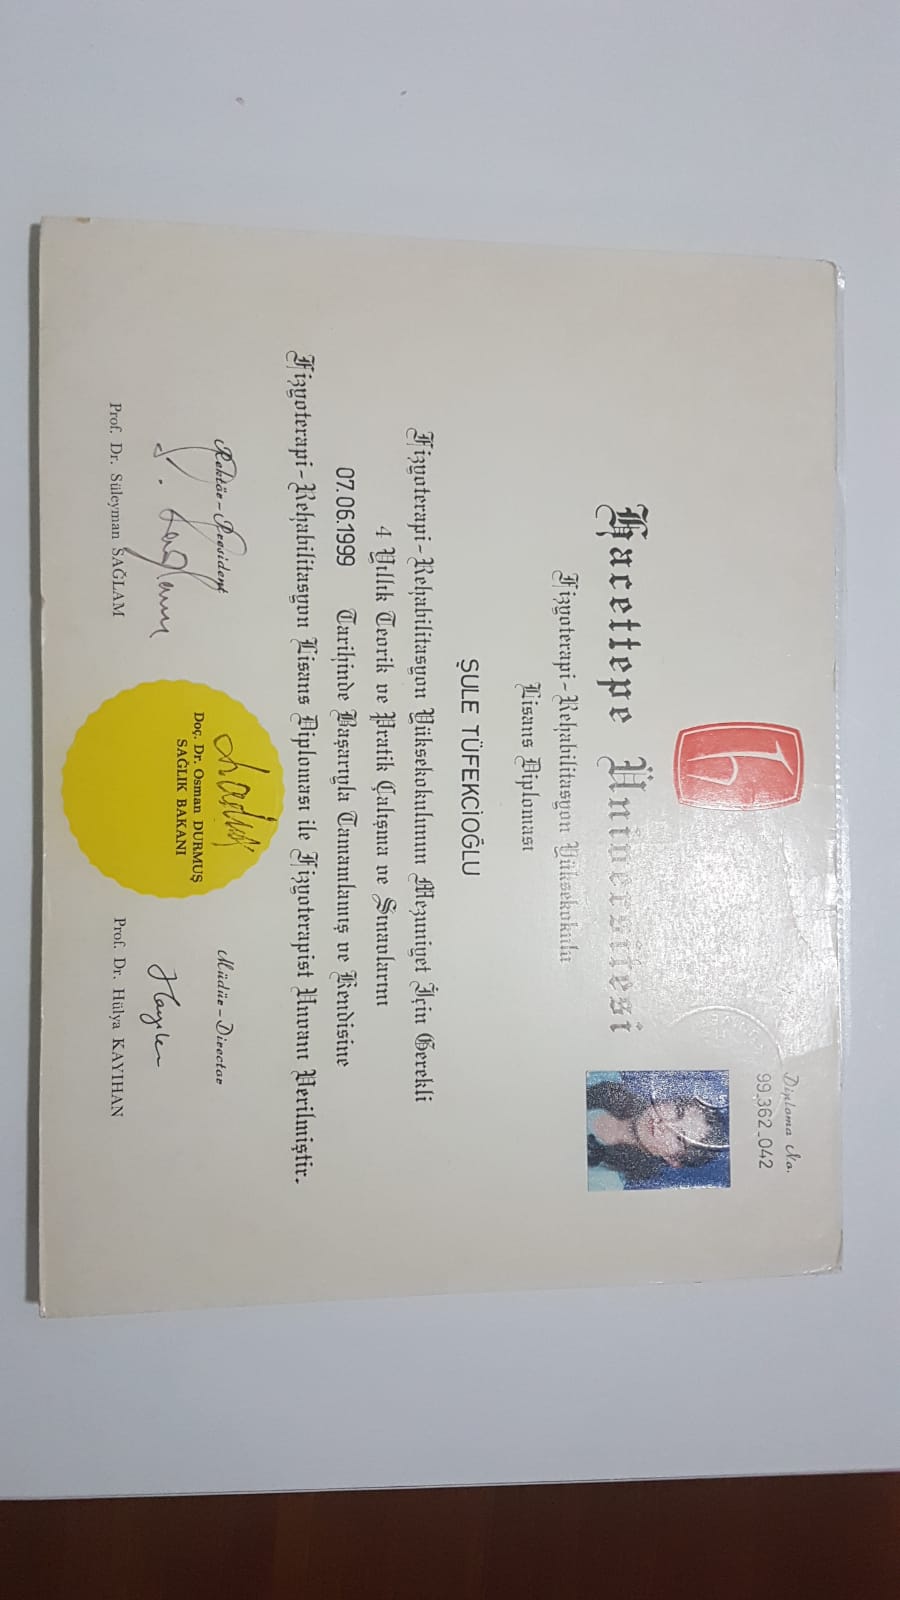 Diploma No.
99.362.042
Hacettepe Üniversitesi
Fizyoterapi-Rehabilitasyon Yüksekokulu
Lisans Diploması
ŞULE TÜFEKCİOĞLU
Fizyoterapi-Rehabilitasyon Yüksekokulunun Mezuniyet İçin Gerekli
4 Yıllık Teorik ve Pratik Çalışma ve Sınavlarını
07.06.1999 Tarihinde Başarıyla Tamamlamış ve Kendisine
Fizyoterapi-Rehabilitasyon Lisans Diploması ile Fizyoterapist Unvanı Verilmiştir.
Rektör-President
Prof. Dr. Süleyman SAĞLAM
Doç. Dr. Osman DURMUŞ
SAĞLIK BAKANI
Müdür-Director
Prof. Dr. Hülya KAYIHAN